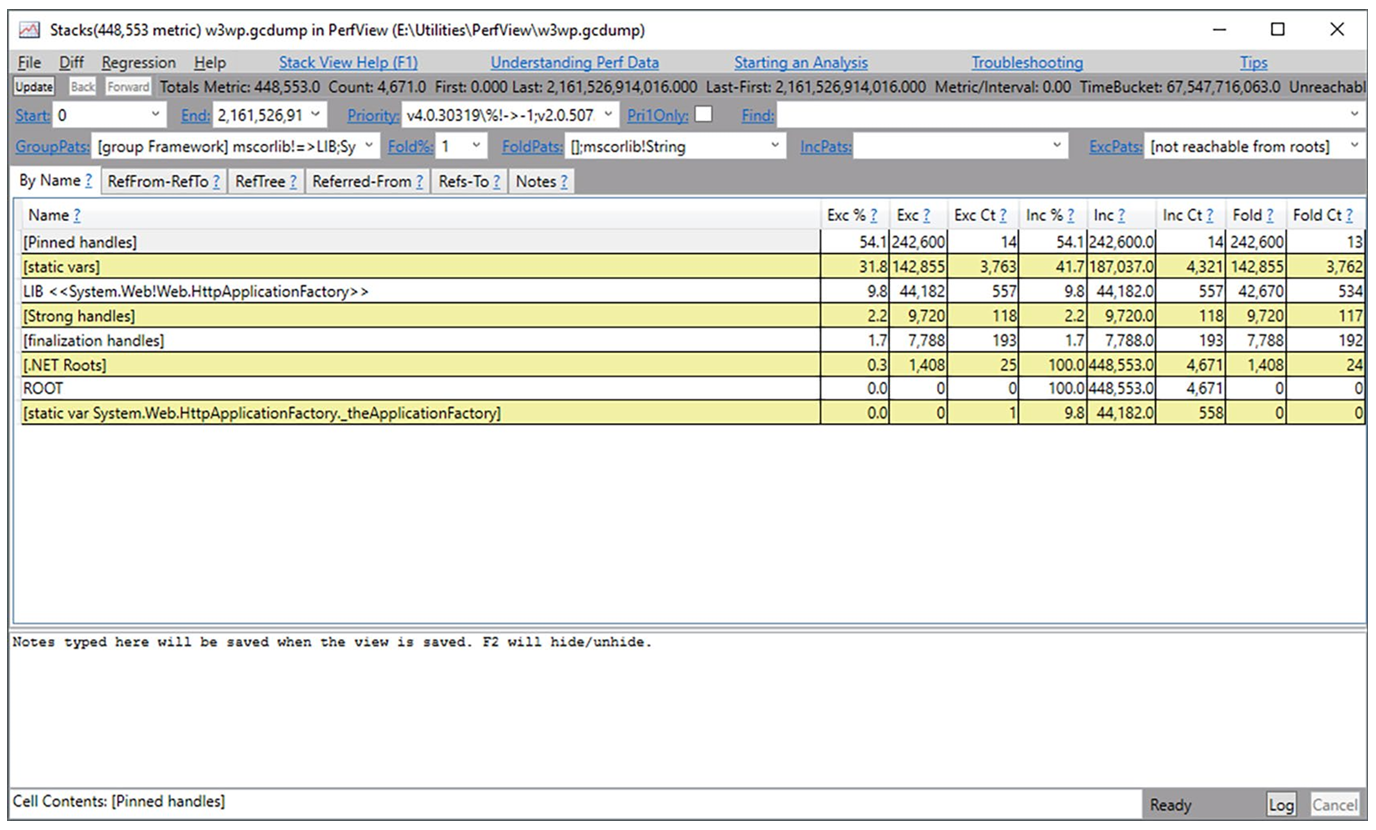 Stacks(448,553 metric) w3wp.gcdump in PerfView (E:\Utilities\PerfView\w3wp.gcdump)
File Diff Regression Help Stack View Help (F1) Understanding Perf Data Starting an Analysis Troubleshooting Tips
Update Back Forward Totals Metric: 448,553.0 Count: 4,671.0 First: 0.000 Last: 2,161,526,914,016.000 Last-First: 2,161,526,914,016.000 Metric/Interval: 0.00 TimeBucket: 67,547,716,063.0 Unreachabl
Start: 0 End: 2,161,526,91 Priority: v4.0.30319\%!->-1;v2.0.507. Pri1Only: Find:
GroupPats: [group Framework] mscorlib!=>LIB;Sy Fold%: 1 FoldPats: [];mscorlib!String IncPats: ExcPats: [not reachable from roots]
By Name ? RefFrom-RefTo ? RefTree ? Referred-From ? Refs-To ? Notes ?
Name ? Exc % ? Exc ? Exc Ct ? Inc % ? Inc ? Inc Ct ? Fold ? Fold Ct ?
[Pinned handles] 54.1 242,600 14 54.1 242,600.0 14 242,600 13
[static vars] 31.8 142,855 3,763 41.7 187,037.0 4,321 142,855 3,762
LIB <<System.Web!Web.HttpApplicationFactory>> 9.8 44,182 557 9.8 44,182.0 557 42,670 534
[Strong handles] 2.2 9,720 118 2.2 9,720.0 118 9,720 117
[finalization handles] 1.7 7,788 193 1.7 7,788.0 193 7,788 192
[.NET Roots] 0.3 1,408 25 100.0 448,553.0 4,671 1,408 24
ROOT 0.0 0 0 100.0 448,553.0 4,671 0 0
[static var System.Web.HttpApplicationFactory._theApplicationFactory] 0.0 0 1 9.8 44,182.0 558 0 0
Notes typed here will be saved when the view is saved. F2 will hide/unhide.
Cell Contents: [Pinned handles] Ready Log Cancel